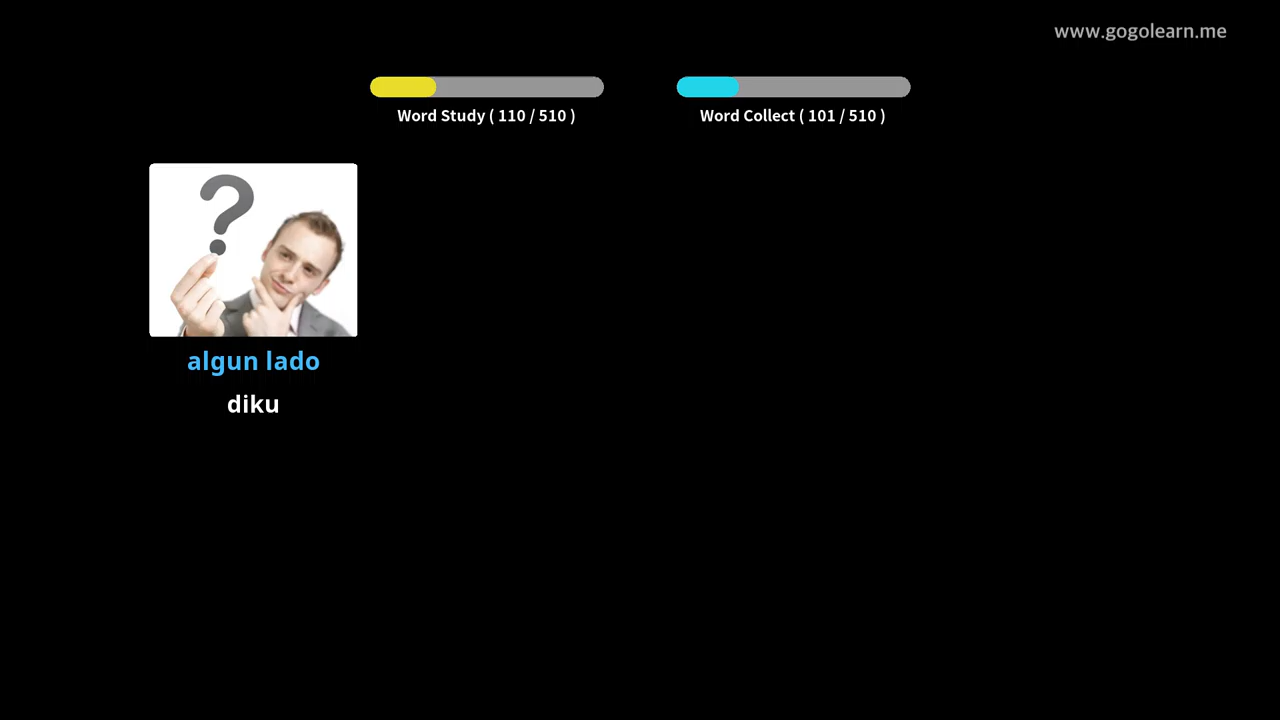 www.gogolearn.me
Word Study ( 110 / 510 )
Word Collect ( 101 / 510 )
?
algun lado
diku